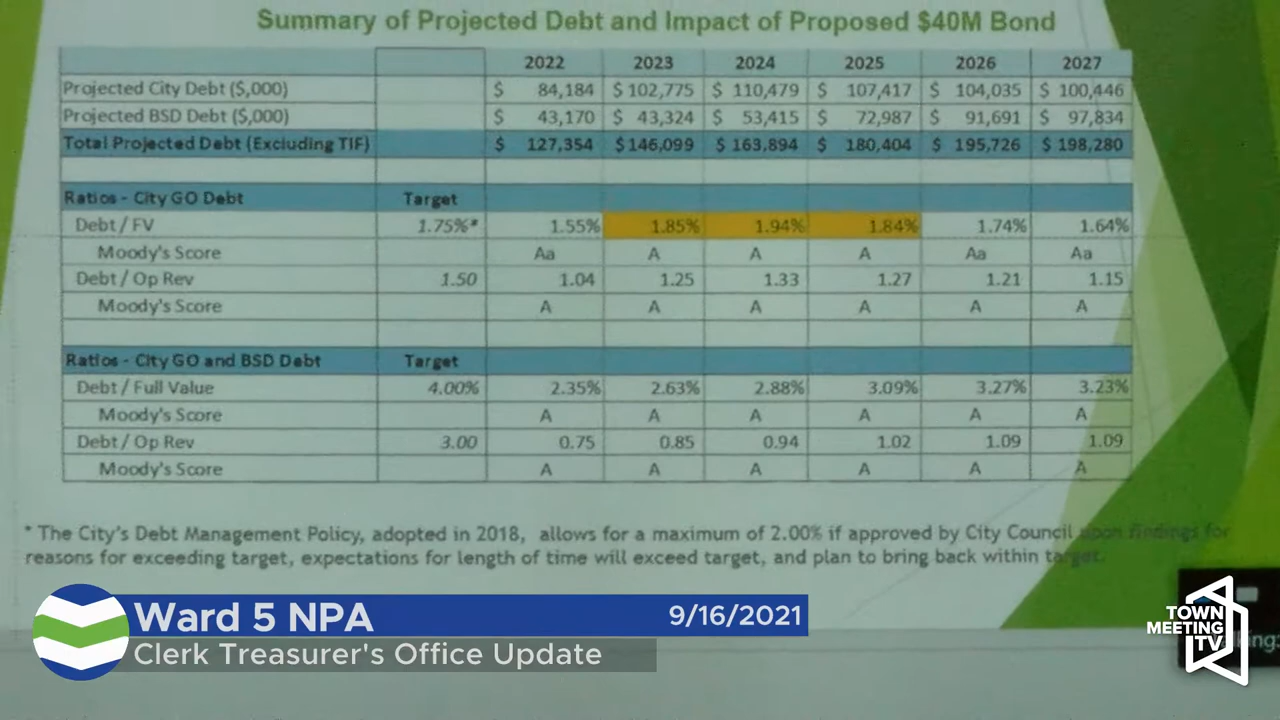 Summary of Projected Debt and Impact of Proposed $40M Bond
2022 2023 2024 2025 2026 2027
Projected City Debt ($,000) $ 84,184 $ 102,775 $ 110,479 $ 107,417 $ 104,035 $ 100,446
Projected BSD Debt ($,000) $ 43,170 $ 43,324 $ 53,415 $ 72,987 $ 91,691 $ 97,834
Total Projected Debt (Excluding TIF) $ 127,354 $146,099 $ 163,894 $ 180,404 $ 195,726 $ 198,280
Ratios - City GO Debt Target
Debt / FV 1.75%* 1.55% 1.85% 1.94% 1.84% 1.74% 1.64%
Moody's Score Aa A A A Aa Aa
Debt / Op Rev 1.50 1.04 1.25 1.33 1.27 1.21 1.15
Moody's Score A A A A A A
Ratios - City GO and BSD Debt Target
Debt / Full Value 4.00% 2.35% 2.63% 2.88% 3.09% 3.27% 3.23%
Moody's Score A A A A A A
Debt / Op Rev 3.00 0.75 0.85 0.94 1.02 1.09 1.09
Moody's Score A A A A A A
* The City's Debt Management Policy, adopted in 2018, allows for a maximum of 2.00% if approved by City Council upon findings for
reasons for exceeding target, expectations for length of time will exceed target, and plan to bring back within target.
Ward 5 NPA 9/16/2021
Clerk Treasurer's Office Update
TOWN
MEETING
TV